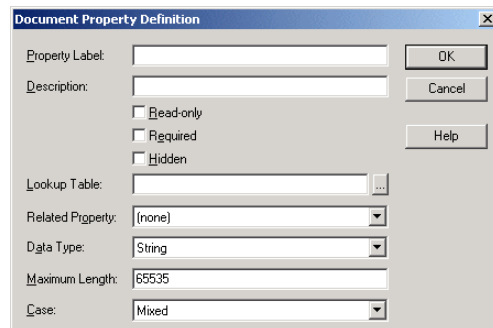 Document Property Definition
Property Label:
OK
Description:
Cancel
Read-only
Required
Help
Hidden
Lookup Table:
...
Related Property: (none)
Data Type: String
Maximum Length: 65535
Case: Mixed